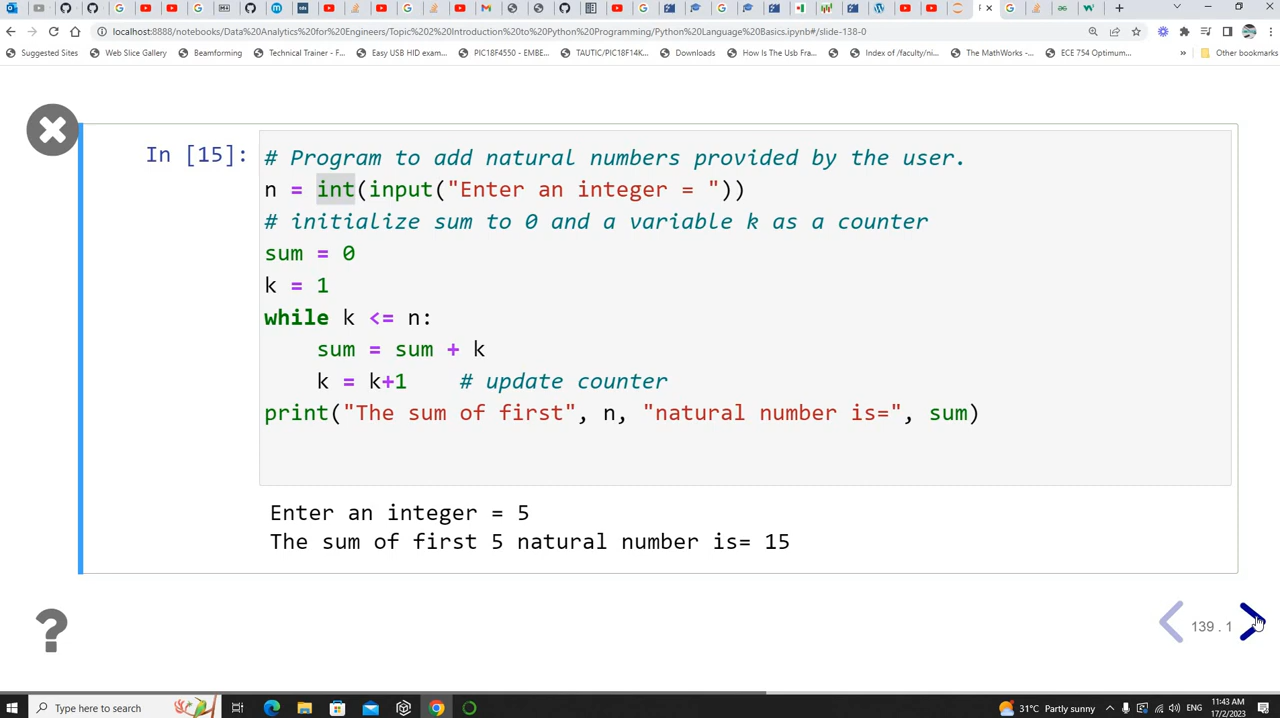 localhost:8888/notebooks/Data%20Analytics%20for%20Engineers/Topic%202%20Introduction%20to%20Python%20Programming/Python%20Language%20Basics.ipynb#/slide-138-0
Suggested Sites
Web Slice Gallery
Beamforming
Technical Trainer - F...
Easy USB HID exam...
PIC18F4550 - EMBE...
TAUTIC/PIC18F14K...
Downloads
How Is The Usb Fra...
Index of /faculty/ni...
The MathWorks -...
ECE 754 Optimum...
»
Other bookmarks
In [15]:
# Program to add natural numbers provided by the user.
n = int(input("Enter an integer = "))
# initialize sum to 0 and a variable k as a counter
sum = 0
k = 1
while k <= n:
    sum = sum + k
    k = k+1    # update counter
print("The sum of first", n, "natural number is=", sum)
Enter an integer = 5
The sum of first 5 natural number is= 15
?
139 . 1
Type here to search
31°C Partly sunny
ENG
11:43 AM
17/2/2023